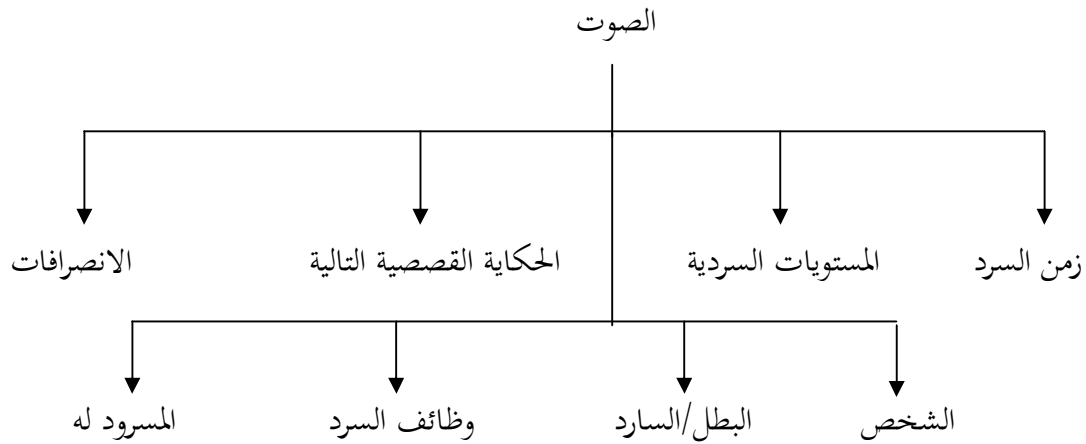 الصوت
زمن السرد المستويات السردية الحكاية القصصية التالية الانصرافات
الشخص البطل/السارد وظائف السرد المسرود له